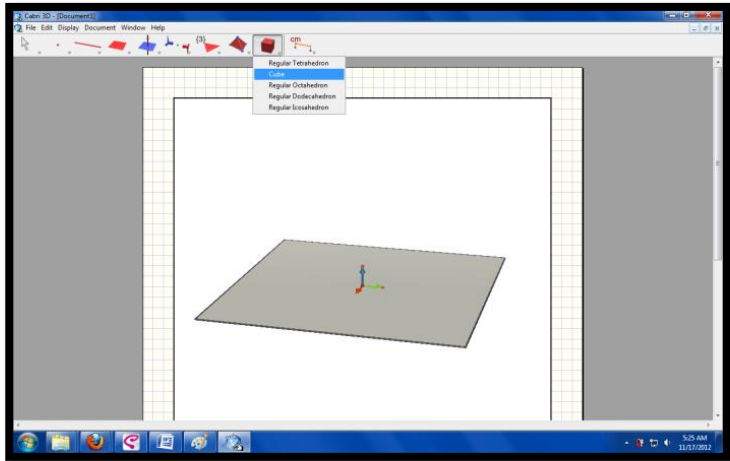 Cabri 3D - [Document1]
File Edit Display Document Window Help
{3}
cm
Regular Tetrahedron
Cube
Regular Octahedron
Regular Dodecahedron
Regular Icosahedron
5:25 AM
11/17/2012